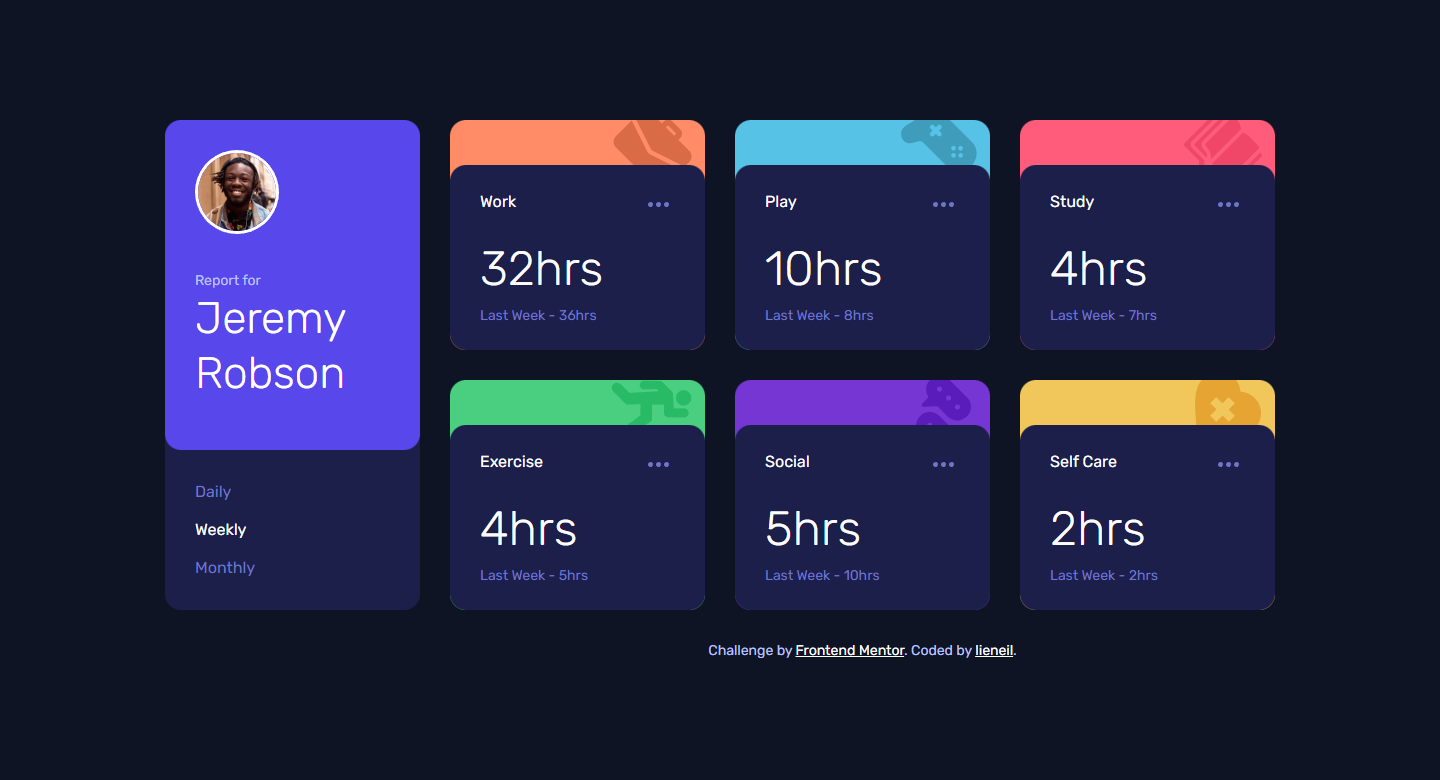 Report for
Jeremy
Robson
Daily
Weekly
Monthly
Work
32hrs
Last Week - 36hrs
Play
10hrs
Last Week - 8hrs
Study
4hrs
Last Week - 7hrs
Exercise
4hrs
Last Week - 5hrs
Social
5hrs
Last Week - 10hrs
Self Care
2hrs
Last Week - 2hrs
Challenge by Frontend Mentor. Coded by lieneil.